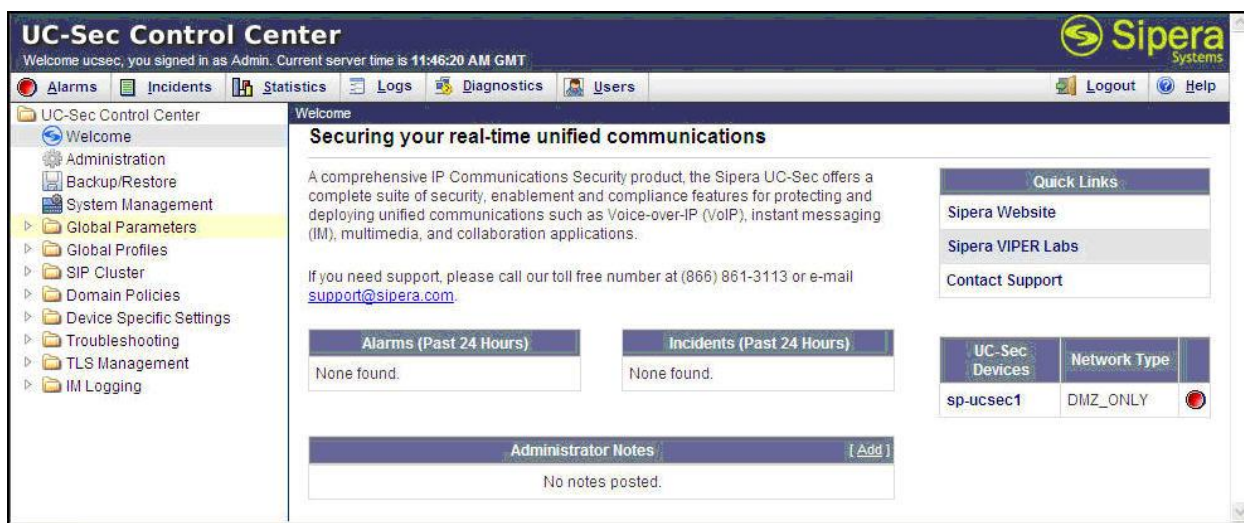 UC-Sec Control Center
Welcome ucsec, you signed in as Admin. Current server time is 11:46:20 AM GMT
Sipera
Systems
Alarms Incidents Statistics Logs Diagnostics Users Logout Help
UC-Sec Control Center
Welcome
Administration
Backup/Restore
System Management
Global Parameters
Global Profiles
SIP Cluster
Domain Policies
Device Specific Settings
Troubleshooting
TLS Management
IM Logging
Welcome
Securing your real-time unified communications
A comprehensive IP Communications Security product, the Sipera UC-Sec offers a
complete suite of security, enablement and compliance features for protecting and
deploying unified communications such as Voice-over-IP (VoIP), instant messaging
(IM), multimedia, and collaboration applications.
If you need support, please call our toll free number at (866) 861-3113 or e-mail
support@sipera.com.
Alarms (Past 24 Hours)
None found.
Incidents (Past 24 Hours)
None found.
Administrator Notes [ Add ]
No notes posted.
Quick Links
Sipera Website
Sipera VIPER Labs
Contact Support
UC-Sec
Devices
Network Type
sp-ucsec1 DMZ_ONLY